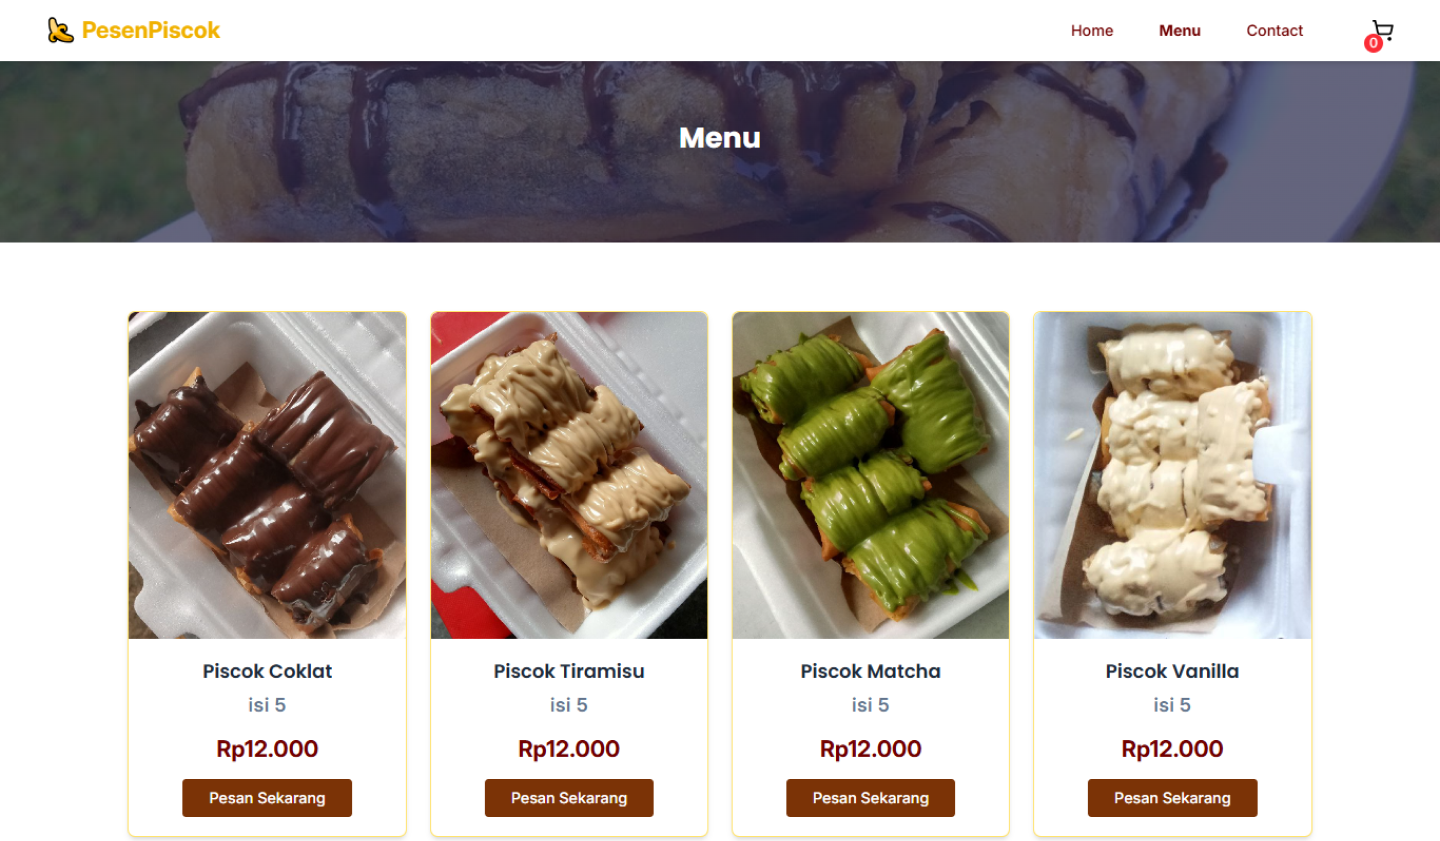 PesenPiscok
Home
Menu
Contact
0
Menu
Piscok Coklat
isi 5
Rp12.000
Pesan Sekarang
Piscok Tiramisu
isi 5
Rp12.000
Pesan Sekarang
Piscok Matcha
isi 5
Rp12.000
Pesan Sekarang
Piscok Vanilla
isi 5
Rp12.000
Pesan Sekarang